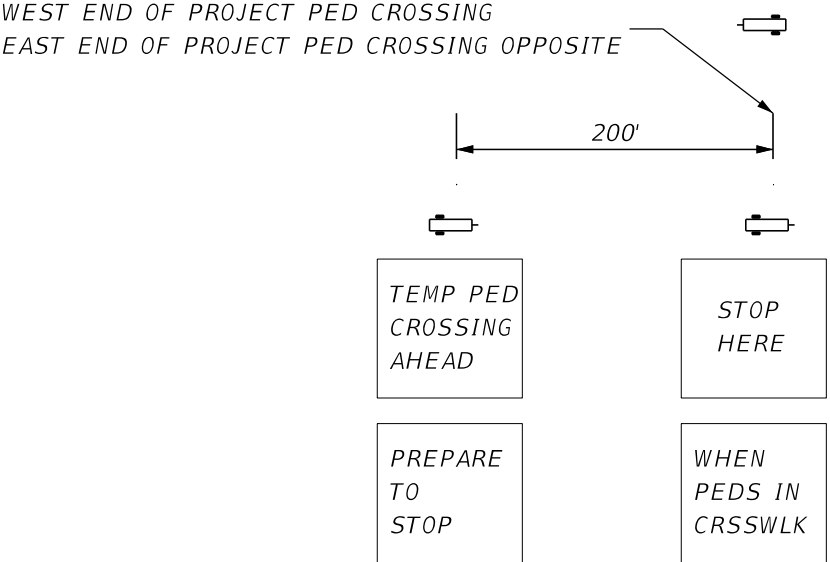 WEST END OF PROJECT PED CROSSING
EAST END OF PROJECT PED CROSSING OPPOSITE
200'
TEMP PED
CROSSING
AHEAD
STOP
HERE
PREPARE
TO
STOP
WHEN
PEDS IN
CRSSWLK